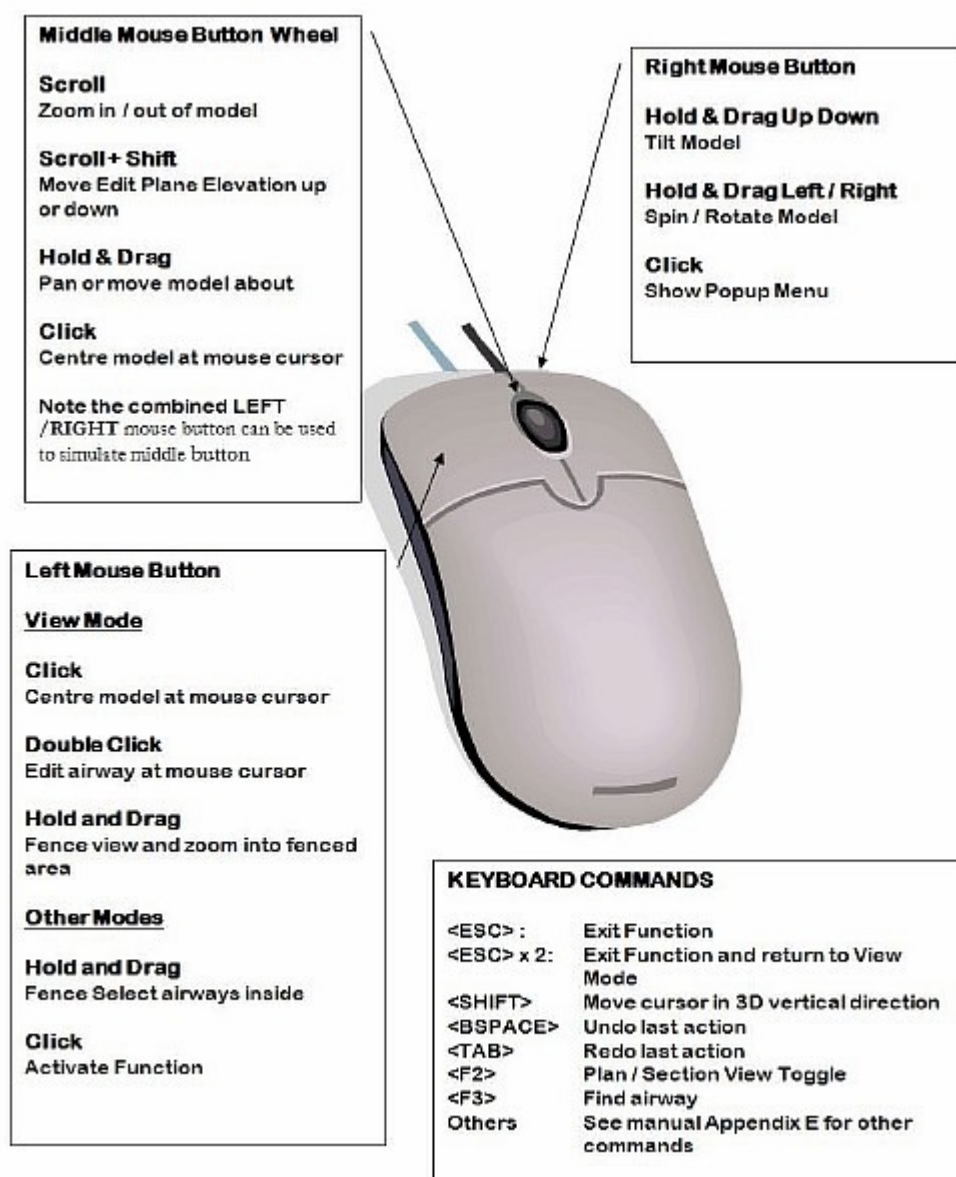 Middle Mouse Button Wheel
Scroll
Zoom in / out of model
Scroll + Shift
Move Edit Plane Elevation up
or down
Hold & Drag
Pan or move model about
Click
Centre model at mouse cursor
Note the combined LEFT
/RIGHT mouse button can be used
to simulate middle button
Right Mouse Button
Hold & Drag Up Down
Tilt Model
Hold & Drag Left / Right
Spin / Rotate Model
Click
Show Popup Menu
Left Mouse Button
View Mode
Click
Centre model at mouse cursor
Double Click
Edit airway at mouse cursor
Hold and Drag
Fence view and zoom into fenced
area
Other Modes
Hold and Drag
Fence Select airways inside
Click
Activate Function
KEYBOARD COMMANDS
<ESC> : Exit Function
<ESC> x 2: Exit Function and return to View
Mode
<SHIFT> Move cursor in 3D vertical direction
<BSPACE> Undo last action
<TAB> Redo last action
<F2> Plan / Section View Toggle
<F3> Find airway
Others See manual Appendix E for other
commands